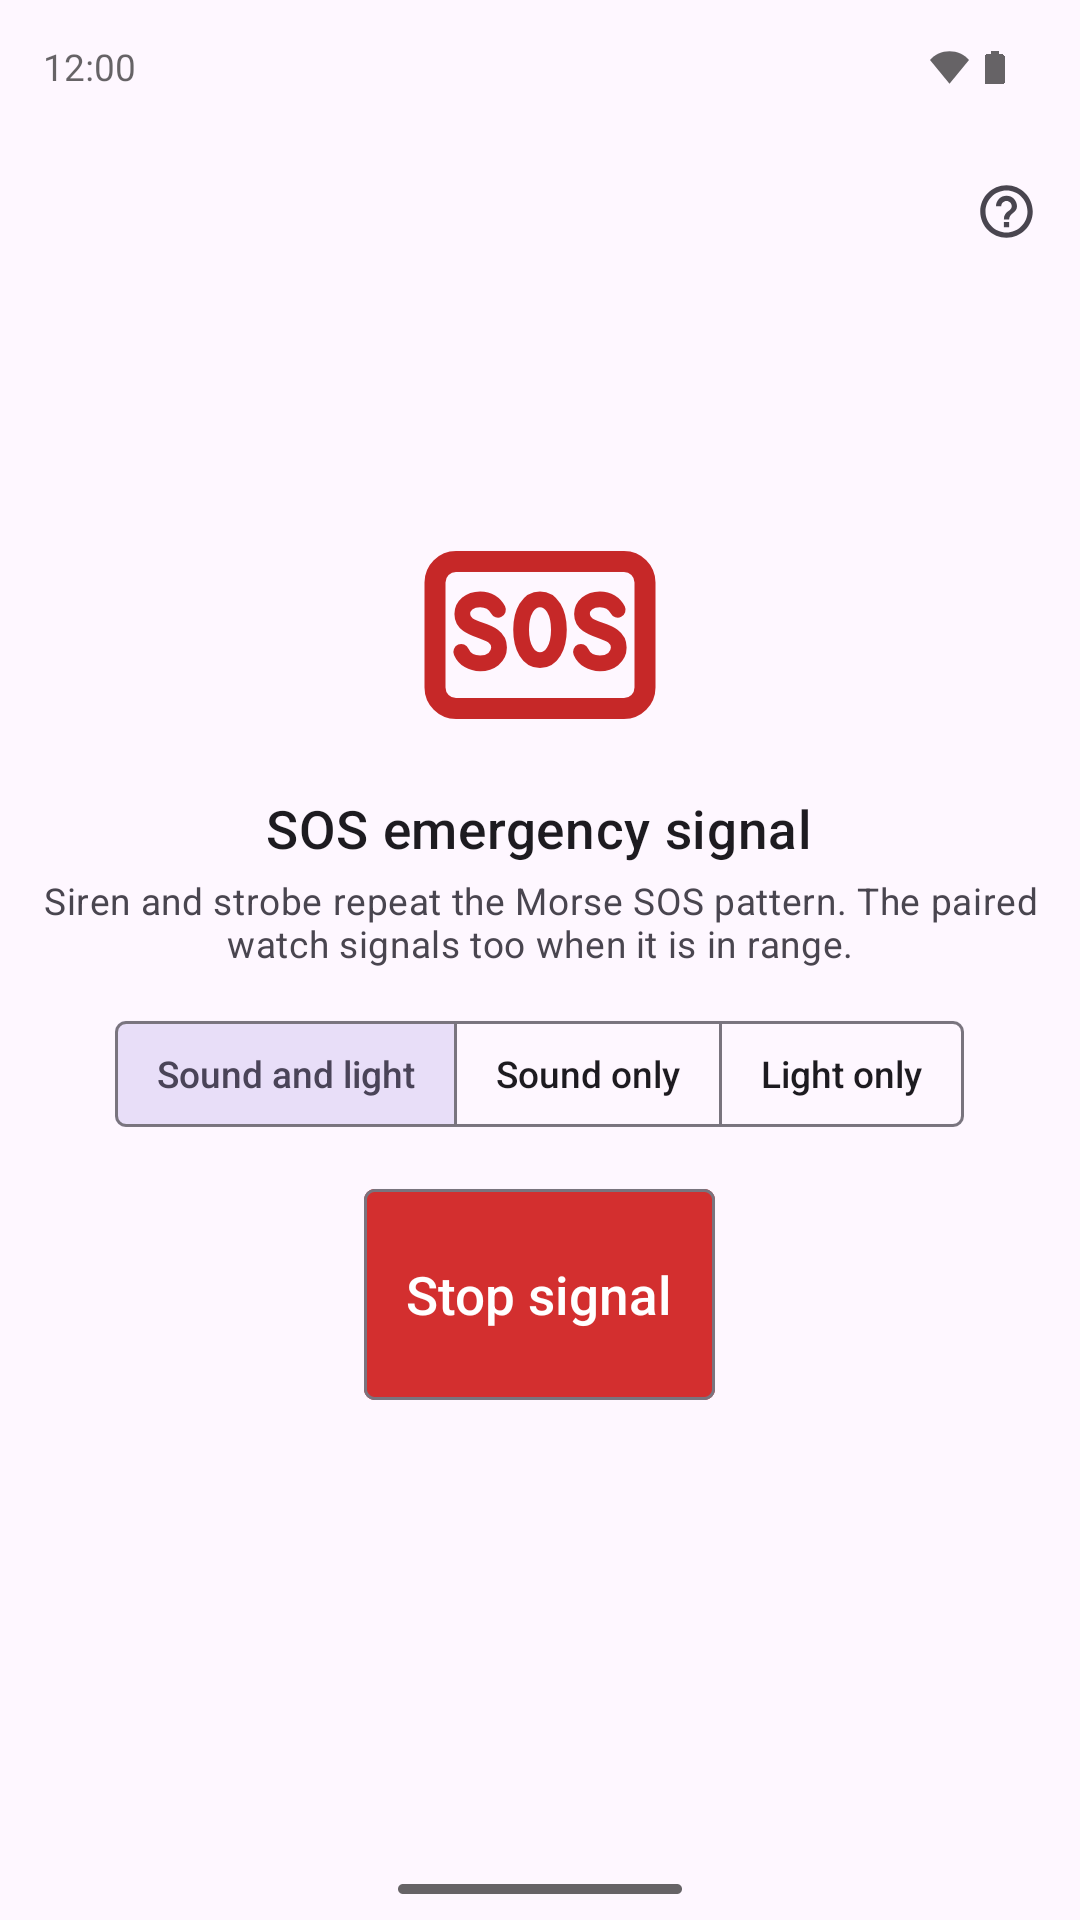 12:00
SOS
SOS emergency signal
Siren and strobe repeat the Morse SOS pattern. The paired
watch signals too when it is in range.
Sound and light
Sound only
Light only
Stop signal